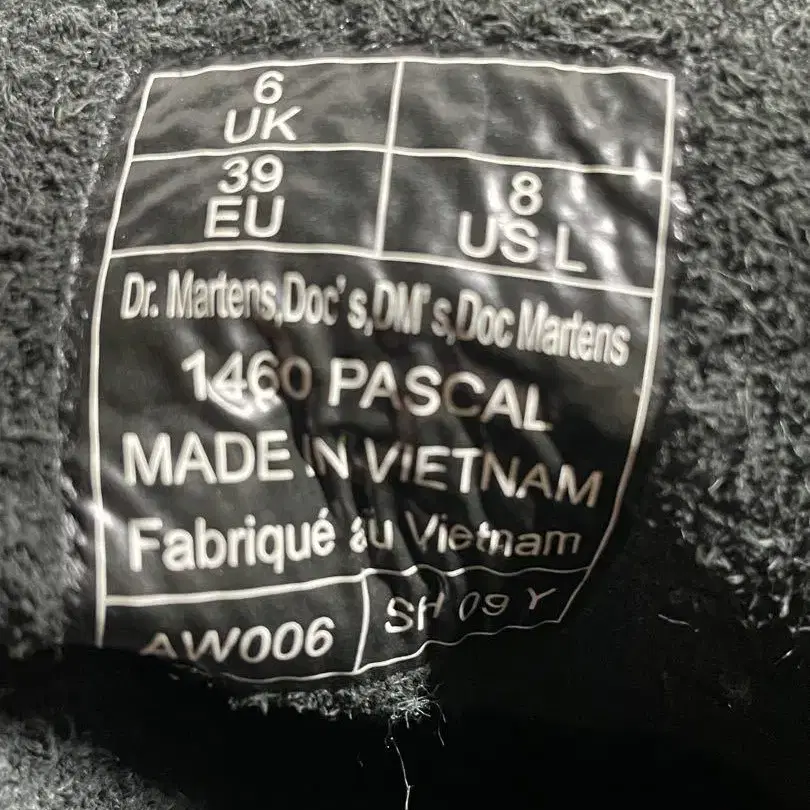 6
UK
39
EU
8
US L
Dr. Martens,Doc's,DM's,Doc Martens
1460 PASCAL
MADE IN VIETNAM
Fabriqué au Vietnam
AW006
SH 09 Y